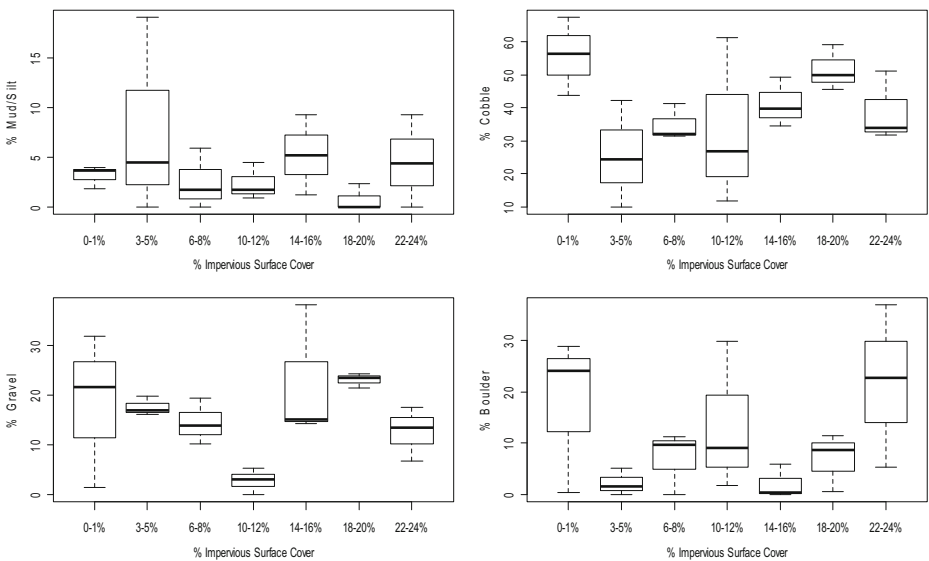 % Mud/Silt
15
10
5
0
0-1% 3-5% 6-8% 10-12% 14-16% 18-20% 22-24%
% Impervious Surface Cover
% Cobble
60
50
40
30
20
10
0-1% 3-5% 6-8% 10-12% 14-16% 18-20% 22-24%
% Impervious Surface Cover
% Gravel
30
20
10
0
0-1% 3-5% 6-8% 10-12% 14-16% 18-20% 22-24%
% Impervious Surface Cover
% Boulder
30
20
10
0
0-1% 3-5% 6-8% 10-12% 14-16% 18-20% 22-24%
% Impervious Surface Cover